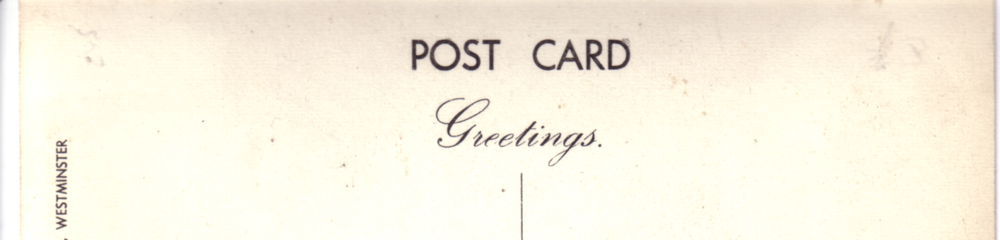 POST CARD
Greetings.
, WESTMINSTER